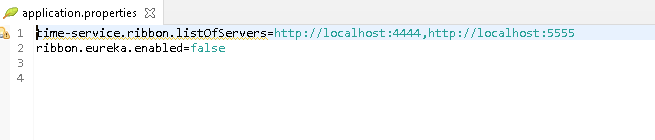 application.properties
1 time-service.ribbon.listOfServers=http://localhost:4444,http://localhost:5555
2 ribbon.eureka.enabled=false
3
4